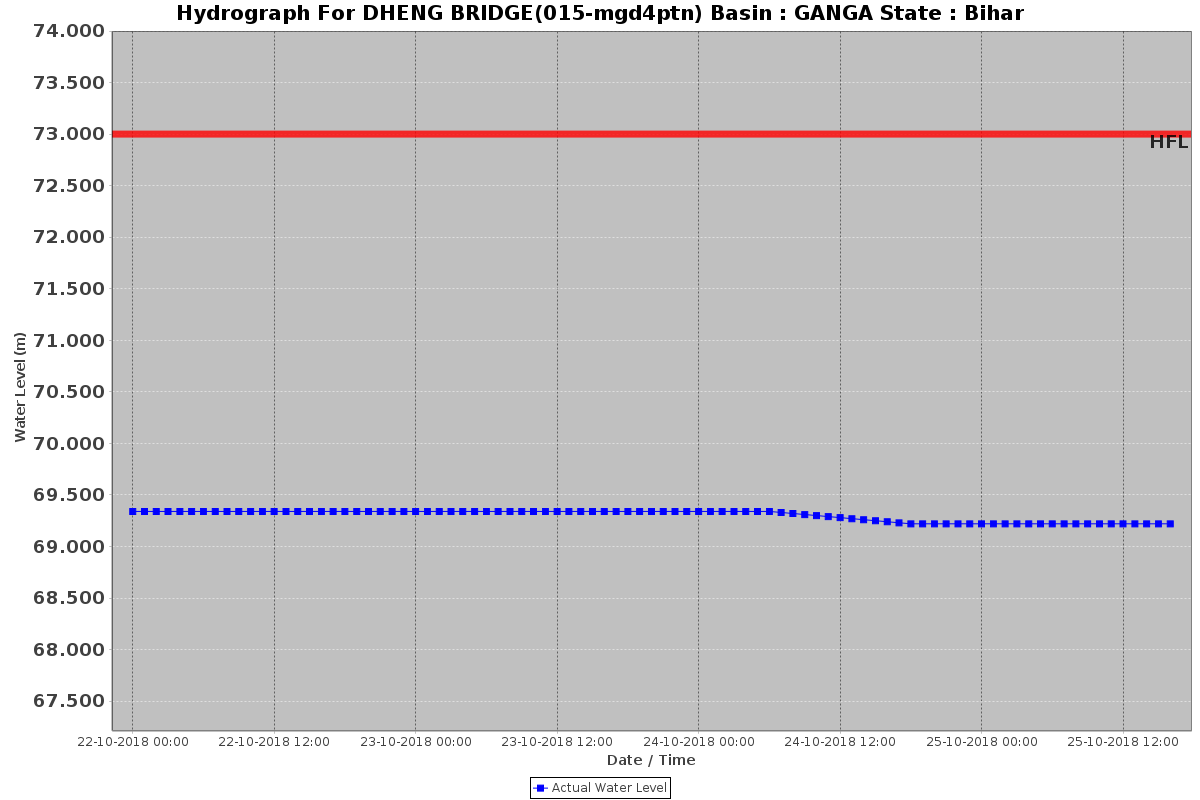 Hydrograph For DHENG BRIDGE(015-mgd4ptn) Basin : GANGA State : Bihar
74.000
73.500
73.000
HFL
72.500
72.000
71.500
71.000
70.500
70.000
69.500
69.000
68.500
68.000
67.500
Water Level (m)
22-10-2018 00:00 22-10-2018 12:00 23-10-2018 00:00 23-10-2018 12:00 24-10-2018 00:00 24-10-2018 12:00 25-10-2018 00:00 25-10-2018 12:00
Date / Time
Actual Water Level